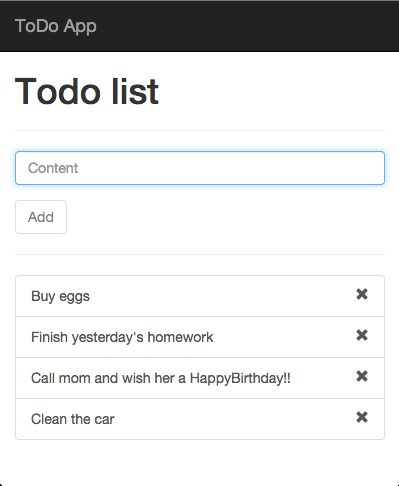 ToDo App
Todo list
Content
Add
Buy eggs
Finish yesterday's homework
Call mom and wish her a HappyBirthday!!
Clean the car